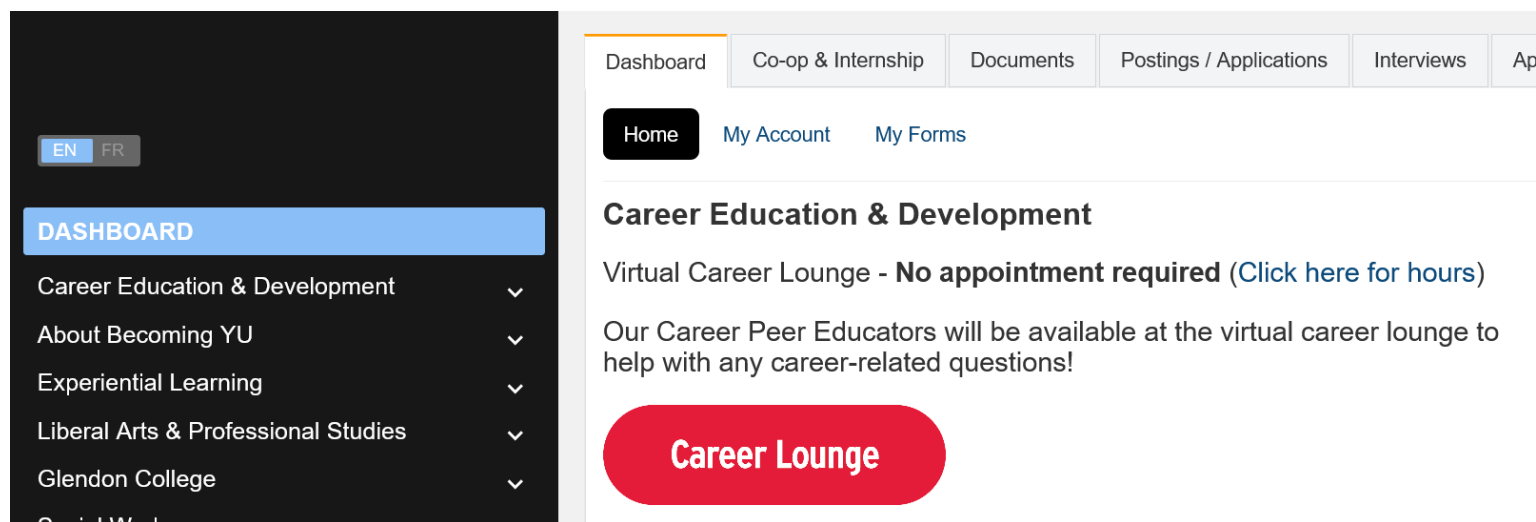 EN FR
DASHBOARD
Career Education & Development
About Becoming YU
Experiential Learning
Liberal Arts & Professional Studies
Glendon College
Dashboard
Co-op & Internship
Documents
Postings / Applications
Interviews
Home
My Account
My Forms
Career Education & Development
Virtual Career Lounge - No appointment required (Click here for hours)
Our Career Peer Educators will be available at the virtual career lounge to
help with any career-related questions!
Career Lounge